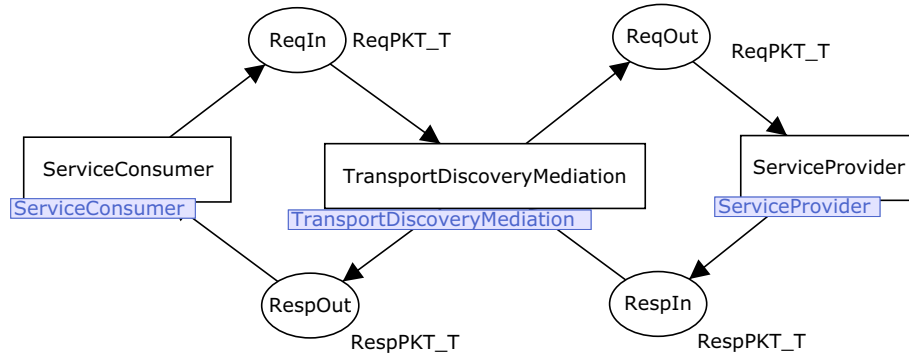 ReqIn
ReqPKT_T
ReqOut
ReqPKT_T
ServiceConsumer
ServiceConsumer
TransportDiscoveryMediation
TransportDiscoveryMediation
ServiceProvider
ServiceProvider
RespOut
RespPKT_T
RespIn
RespPKT_T